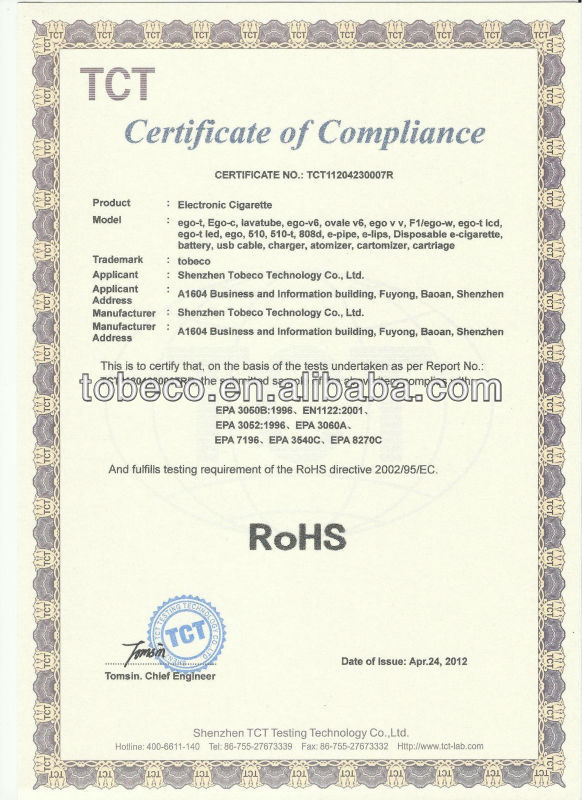 TCT
Certificate of Compliance
CERTIFICATE NO.: TCT11204230007R
Product : Electronic Cigarette
Model : ego-t, Ego-c, lavatube, ego-v6, ovale v6, ego v v, F1/ego-w, ego-t lcd,
ego-t led, ego, 510, 510-t, 808d, e-pipe, e-lips, Disposable e-cigarette,
battery, usb cable, charger, atomizer, cartomizer, cartriage
Trademark : tobeco
Applicant : Shenzhen Tobeco Technology Co., Ltd.
Applicant Address : A1604 Business and Information building, Fuyong, Baoan, Shenzhen
Manufacturer : Shenzhen Tobeco Technology Co., Ltd.
Manufacturer Address : A1604 Business and Information building, Fuyong, Baoan, Shenzhen
This is to certify that, on the basis of the tests undertaken as per Report No.:
tobeco.en.alibaba.com
EPA 3050B:1996、EN1122:2001、
EPA 3052:1996、EPA 3060A、
EPA 7196、EPA 3540C、EPA 8270C
And fulfills testing requirement of the RoHS directive 2002/95/EC.
RoHS
TCT TESTING TECHNOLOGY CO., LTD
TCT
Tomsin
Tomsin. Chief Engineer
Date of Issue: Apr.24, 2012
Shenzhen TCT Testing Technology Co.,Ltd.
Hotline: 400-6611-140 Tel: 86-755-27673339 Fax: 86-755-27673332 Http://www.tct-lab.com